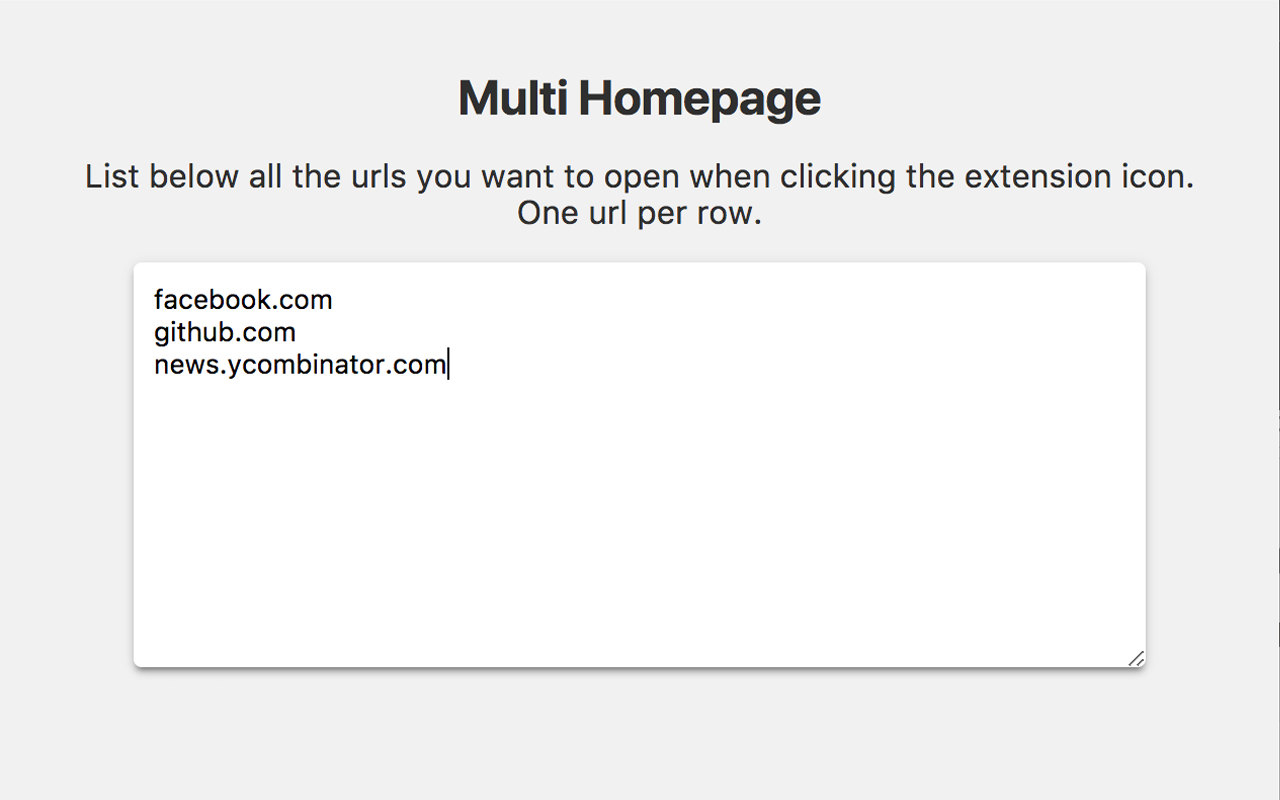 Multi Homepage
List below all the urls you want to open when clicking the extension icon.
One url per row.
facebook.com
github.com
news.ycombinator.com